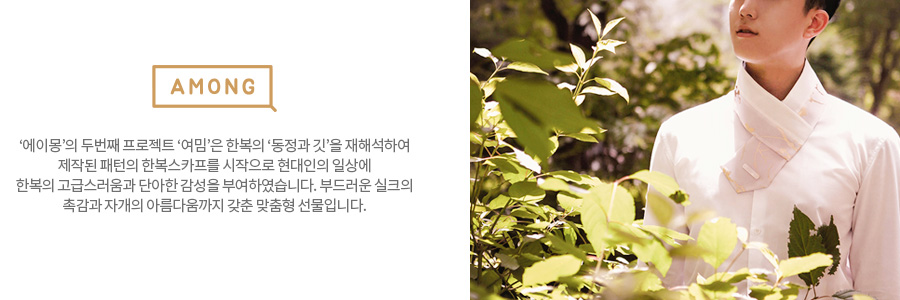 AMONG
‘에이몽’의 두번째 프로젝트 ‘여밈’은 한복의 ‘동정과 깃’을 재해석하여
제작된 패턴의 한복스카프를 시작으로 현대인의 일상에
한복의 고급스러움과 단아한 감성을 부여하였습니다. 부드러운 실크의
촉감과 자개의 아름다움까지 갖춘 맞춤형 선물입니다.